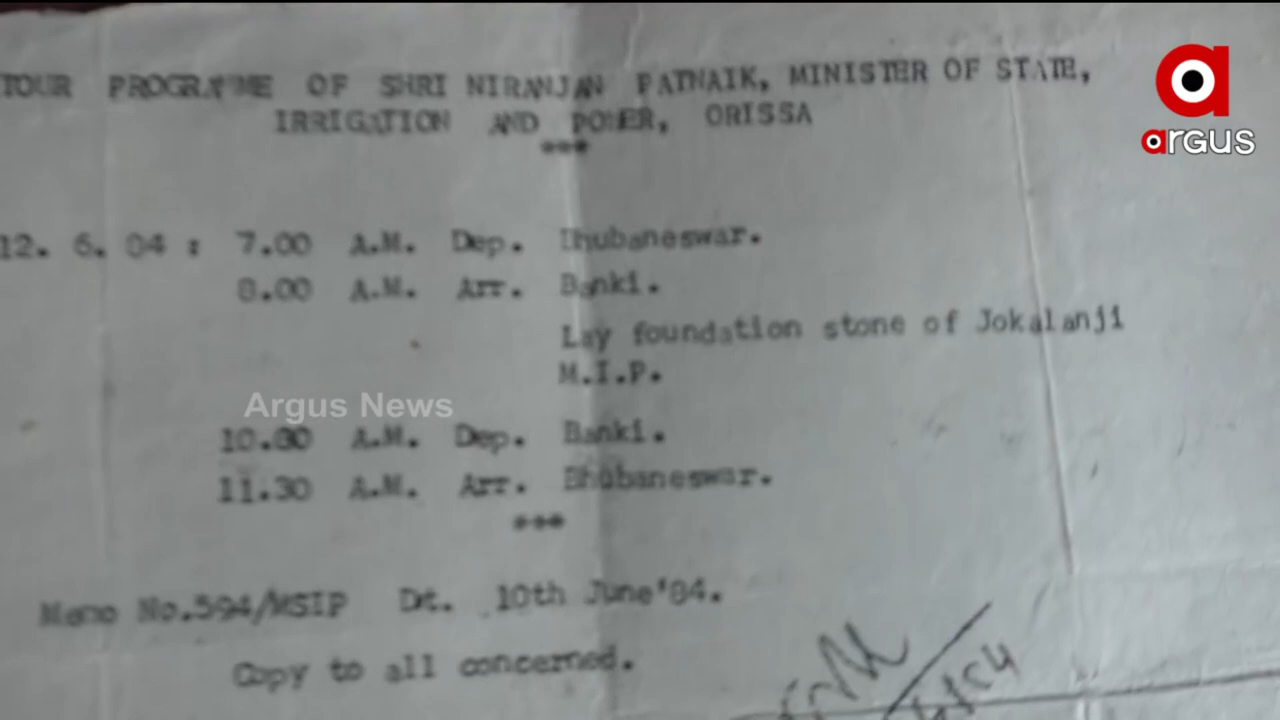 TOUR PROGRAMME OF SHRI NIRANJAN PATNAIK, MINISTER OF STATE,
IRRIGATION AND POWER, ORISSA
***
argus
12. 6. 84 : 7.00 A.M. Dep. Bhubaneswar.
8.00 A.M. Arr. Banki.
Lay foundation stone of Jokalanji
M.I.P.
Argus News
10.30 A.M. Dep. Banki.
11.30 A.M. Arr. Bhubaneswar.
***
Memo No.594/MSIP Dt. 10th June'84.
Copy to all concerned.